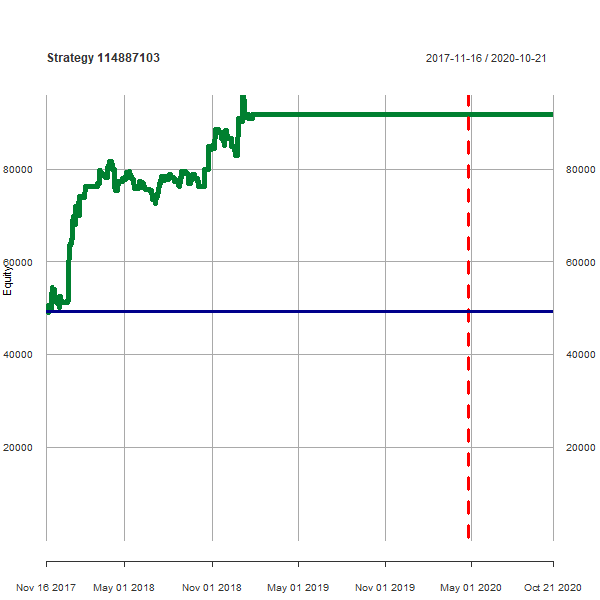 Strategy 114887103
2017-11-16 / 2020-10-21
80000
80000
60000
60000
Equity
40000
40000
20000
20000
Nov 16 2017
May 01 2018
Nov 01 2018
May 01 2019
Nov 01 2019
May 01 2020
Oct 21 2020